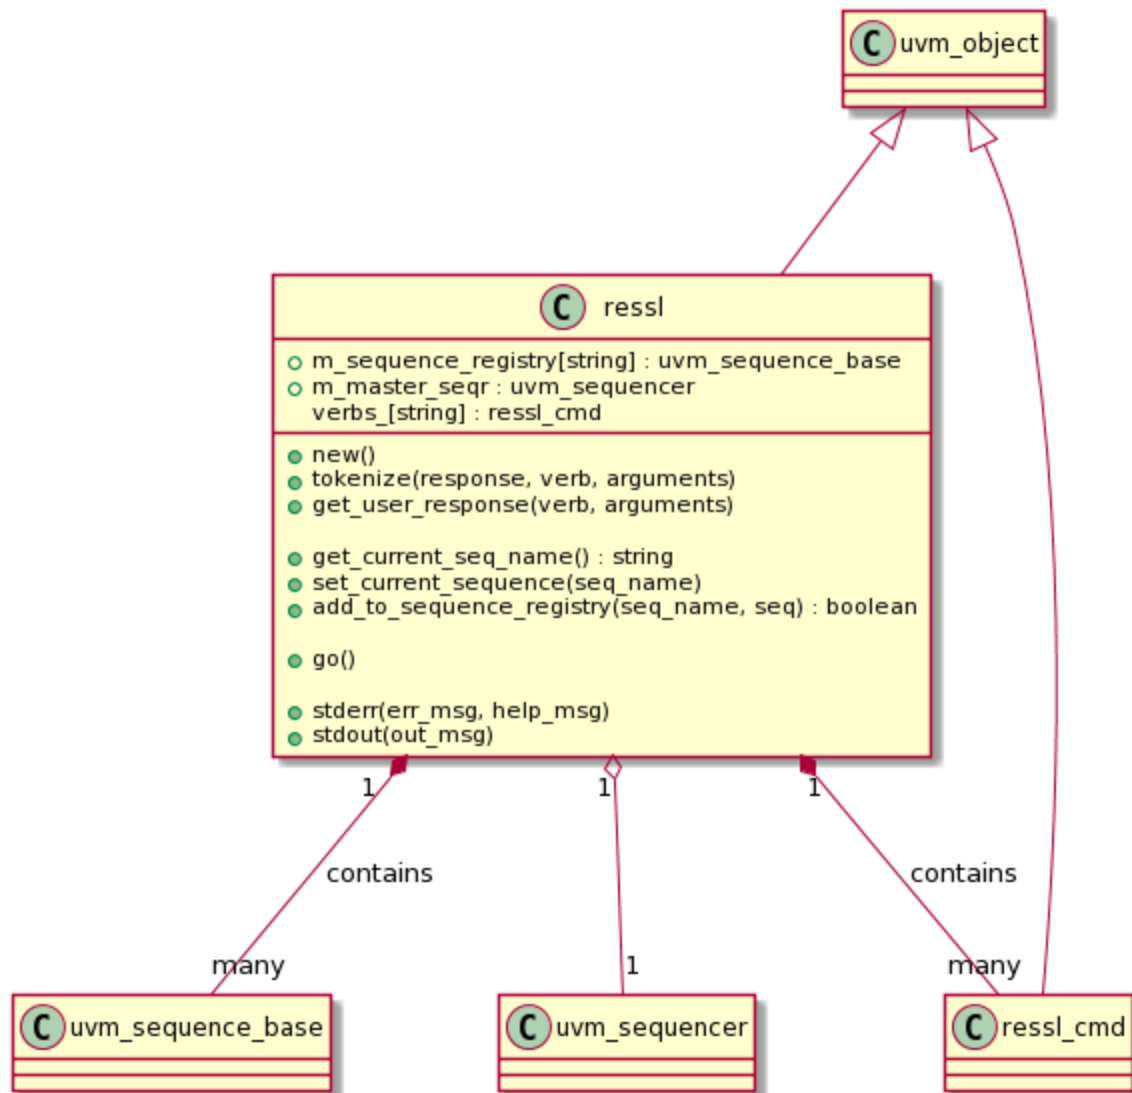 C uvm_object
C ressl
m_sequence_registry[string] : uvm_sequence_base
m_master_seqr : uvm_sequencer
verbs_[string] : ressl_cmd
new()
tokenize(response, verb, arguments)
get_user_response(verb, arguments)
get_current_seq_name() : string
set_current_sequence(seq_name)
add_to_sequence_registry(seq_name, seq) : boolean
go()
stderr(err_msg, help_msg)
stdout(out_msg)
1 1 1
contains contains
many 1 many
C uvm_sequence_base
C uvm_sequencer
C ressl_cmd